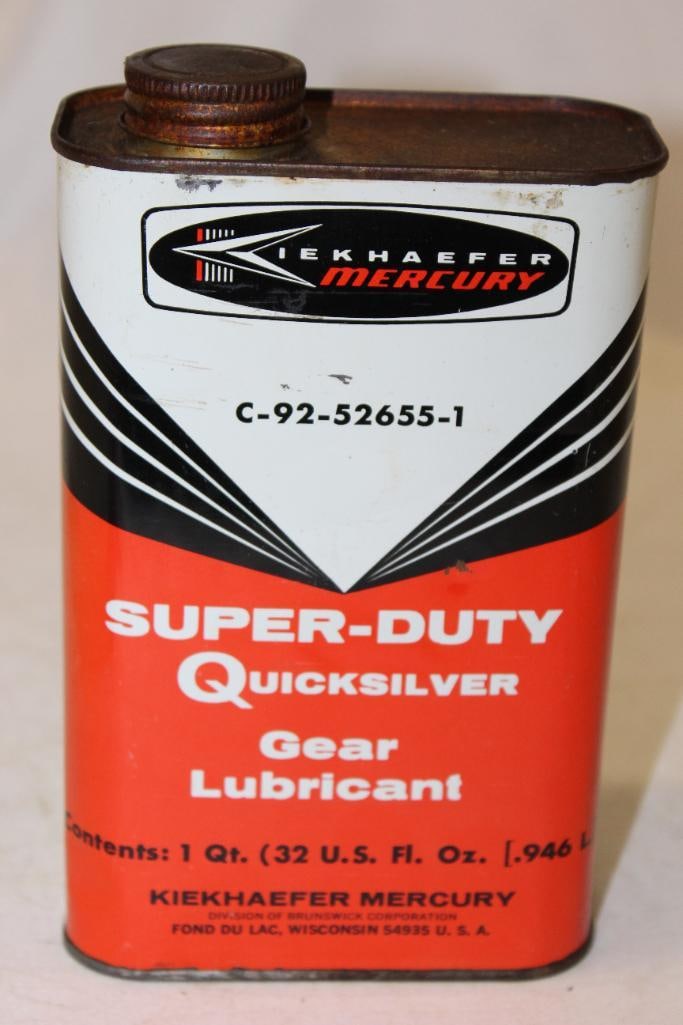 KIEKHAEFER
MERCURY
C-92-52655-1
SUPER-DUTY
QUICKSILVER
Gear
Lubricant
Contents: 1 Qt. (32 U.S. Fl. Oz. [.946 L
KIEKHAEFER MERCURY
DIVISION OF BRUNSWICK CORPORATION
FOND DU LAC, WISCONSIN 54935 U. S. A.